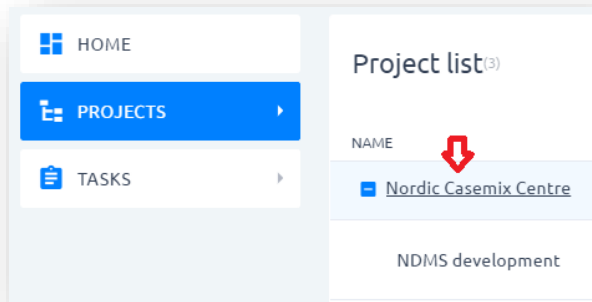 HOME
PROJECTS
TASKS
Project list(3)
NAME
Nordic Casemix Centre
NDMS development